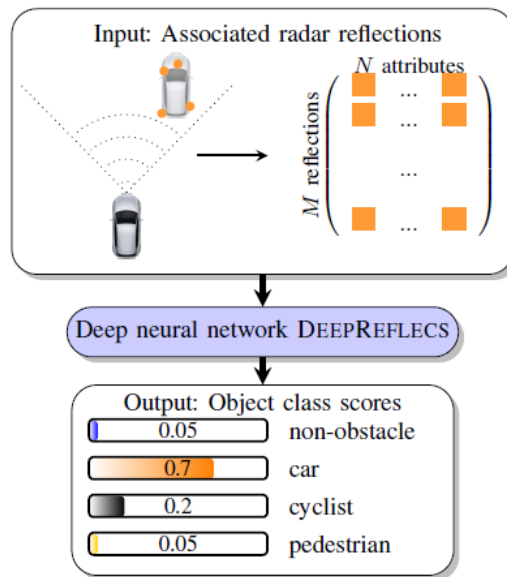 Input: Associated radar reflections
N attributes
M reflections
...
...
...
...
Deep neural network DEEPREFLECS
Output: Object class scores
0.05 non-obstacle
0.7 car
0.2 cyclist
0.05 pedestrian